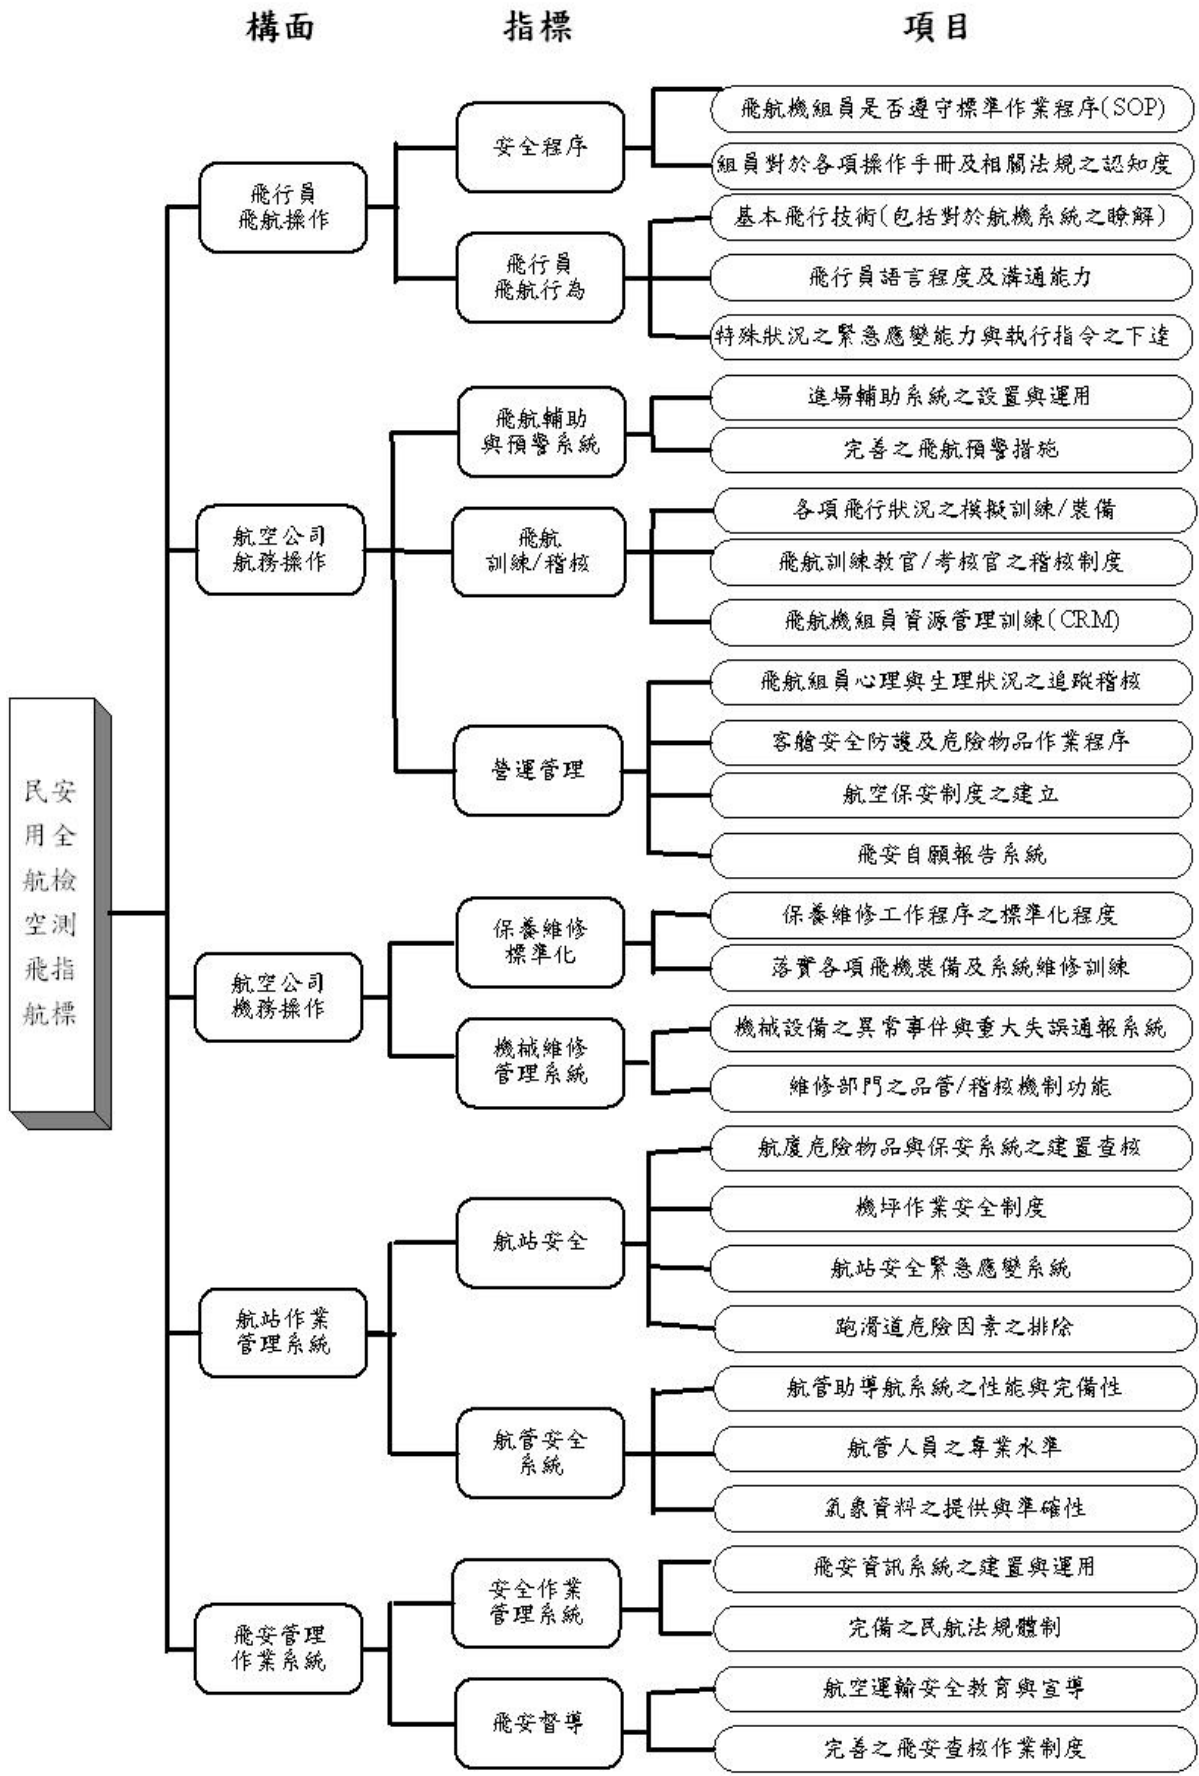 構面
指標
項目
民用航空飛航
安全檢測指標
飛行員
飛航操作
安全程序
飛航機組員是否遵守標準作業程序(SOP)
組員對於各項操作手冊及相關法規之認知度
飛行員
飛航行為
基本飛行技術(包括對於航機系統之瞭解)
飛行員語言程度及溝通能力
特殊狀況之緊急應變能力與執行指令之下達
航空公司
航務操作
飛航輔助
與預警系統
進場輔助系統之設置與運用
完善之飛航預警措施
飛航
訓練/稽核
各項飛行狀況之模擬訓練/裝備
飛航訓練教官/考核官之稽核制度
飛航機組員資源管理訓練(CRM)
營運管理
飛航組員心理與生理狀況之追蹤稽核
客艙安全防護及危險物品作業程序
航空保安制度之建立
飛安自願報告系統
航空公司
機務操作
保養維修
標準化
保養維修工作程序之標準化程度
落實各項飛機裝備及系統維修訓練
機械維修
管理系統
機械設備之異常事件與重大失誤通報系統
維修部門之品管/稽核機制功能
航站作業
管理系統
航站安全
航廈危險物品與保安系統之建置查核
機坪作業安全制度
航站安全緊急應變系統
跑滑道危險因素之排除
航管安全
系統
航管助導航系統之性能與完備性
航管人員之專業水準
氣象資料之提供與準確性
飛安管理
作業系統
安全作業
管理系統
飛安資訊系統之建置與運用
完備之民航法規體制
飛安督導
航空運輸安全教育與宣導
完善之飛安查核作業制度